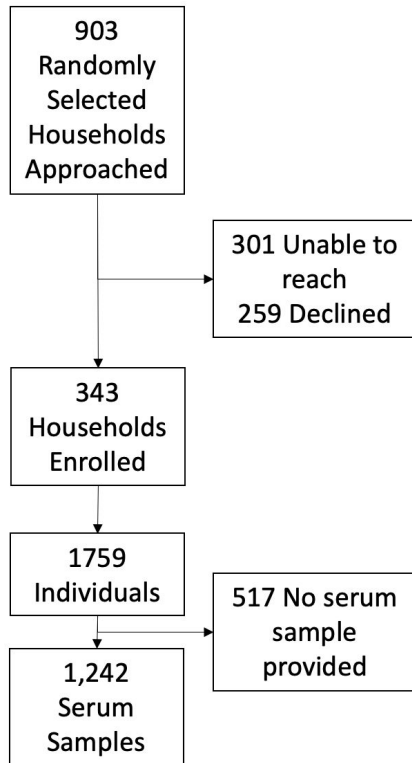 903
Randomly
Selected
Households
Approached
301 Unable to
reach
259 Declined
343
Households
Enrolled
1759
Individuals
517 No serum
sample
provided
1,242
Serum
Samples